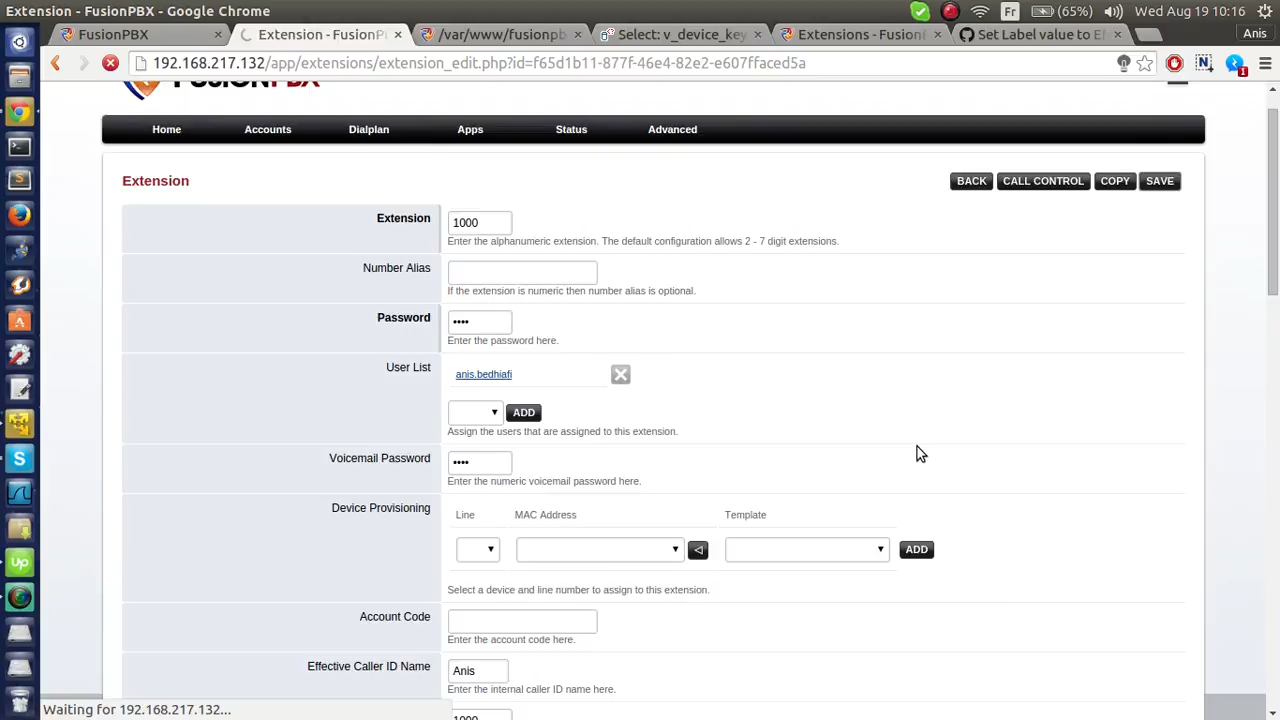 Extension - FusionPBX - Google Chrome
Fr (65%) Wed Aug 19 10:16
FusionPBX × Extension - FusionP × /var/www/fusionpb × Select: v_device_key × Extensions - Fusion × Set Label value to E × Anis
192.168.217.132/app/extensions/extension_edit.php?id=f65d1b11-877f-46e4-82e2-e607ffaced5a
FUSIONPBX
Home Accounts Dialplan Apps Status Advanced
Extension BACK CALL CONTROL COPY SAVE
Extension 1000
Enter the alphanumeric extension. The default configuration allows 2 - 7 digit extensions.
Number Alias
If the extension is numeric then number alias is optional.
Password ••••
Enter the password here.
User List anis.bedhiafi
ADD
Assign the users that are assigned to this extension.
Voicemail Password ••••
Enter the numeric voicemail password here.
Device Provisioning Line MAC Address Template
ADD
Select a device and line number to assign to this extension.
Account Code
Enter the account code here.
Effective Caller ID Name Anis
Enter the internal caller ID name here.
1000
Waiting for 192.168.217.132...